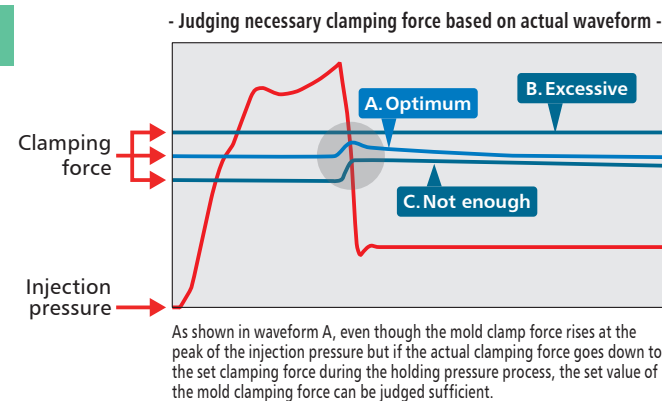 - Judging necessary clamping force based on actual waveform -
A. Optimum
B. Excessive
Clamping
force
C. Not enough
Injection
pressure
As shown in waveform A, even though the mold clamp force rises at the
peak of the injection pressure but if the actual clamping force goes down to
the set clamping force during the holding pressure process, the set value of
the mold clamping force can be judged sufficient.